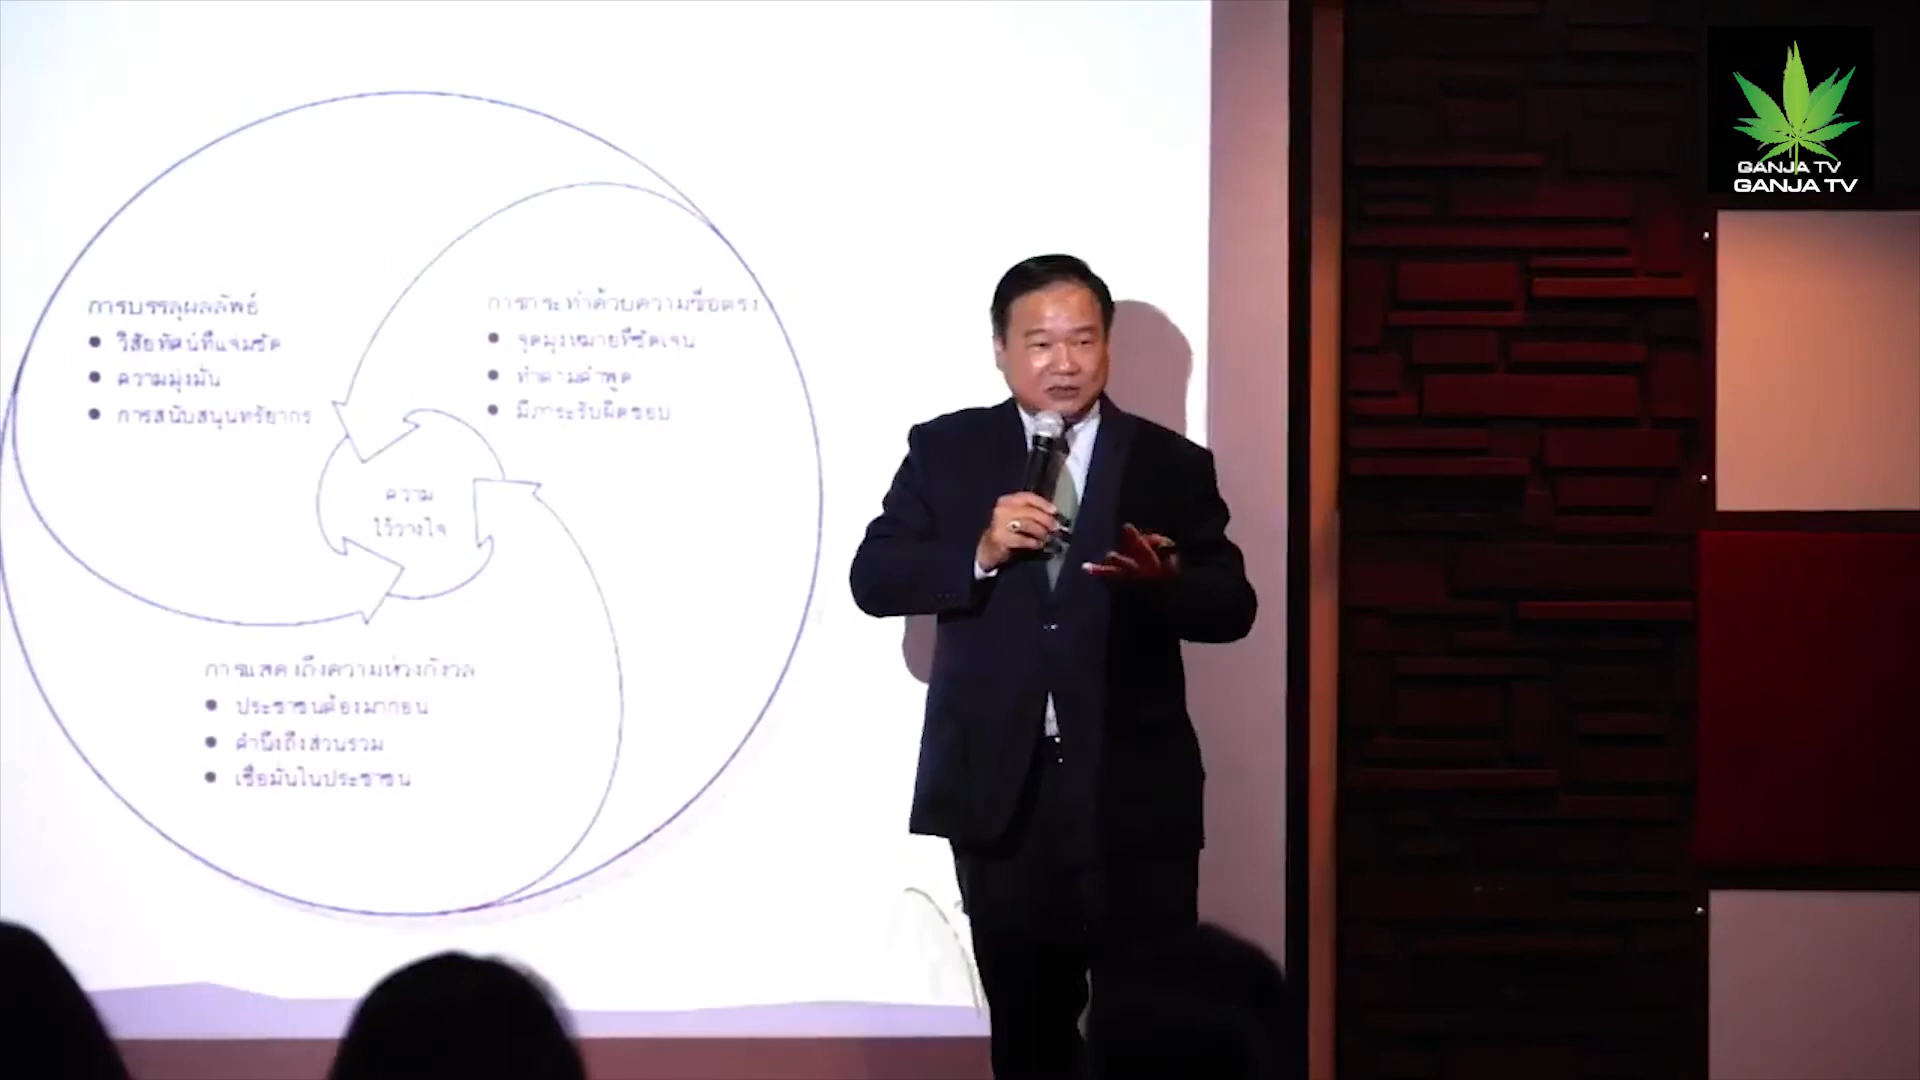 GANJA TV
GANJA TV
การบรรลุผลลัพธ์
วิสัยทัศน์ที่แจ่มชัด
ความมุ่งมั่น
การสนับสนุนทรัยากร
การกระทำด้วยความซื่อตรง
จุดมุ่งหมายที่ชัดเจน
ทำตามคำพูด
มีภาระรับผิดชอบ
ความ
ไว้วางใจ
การแสดงถึงความห่วงกังวล
ประชาชนต้องมาก่อน
คำนึงถึงส่วนรวม
เชื่อมั่นในประชาชน